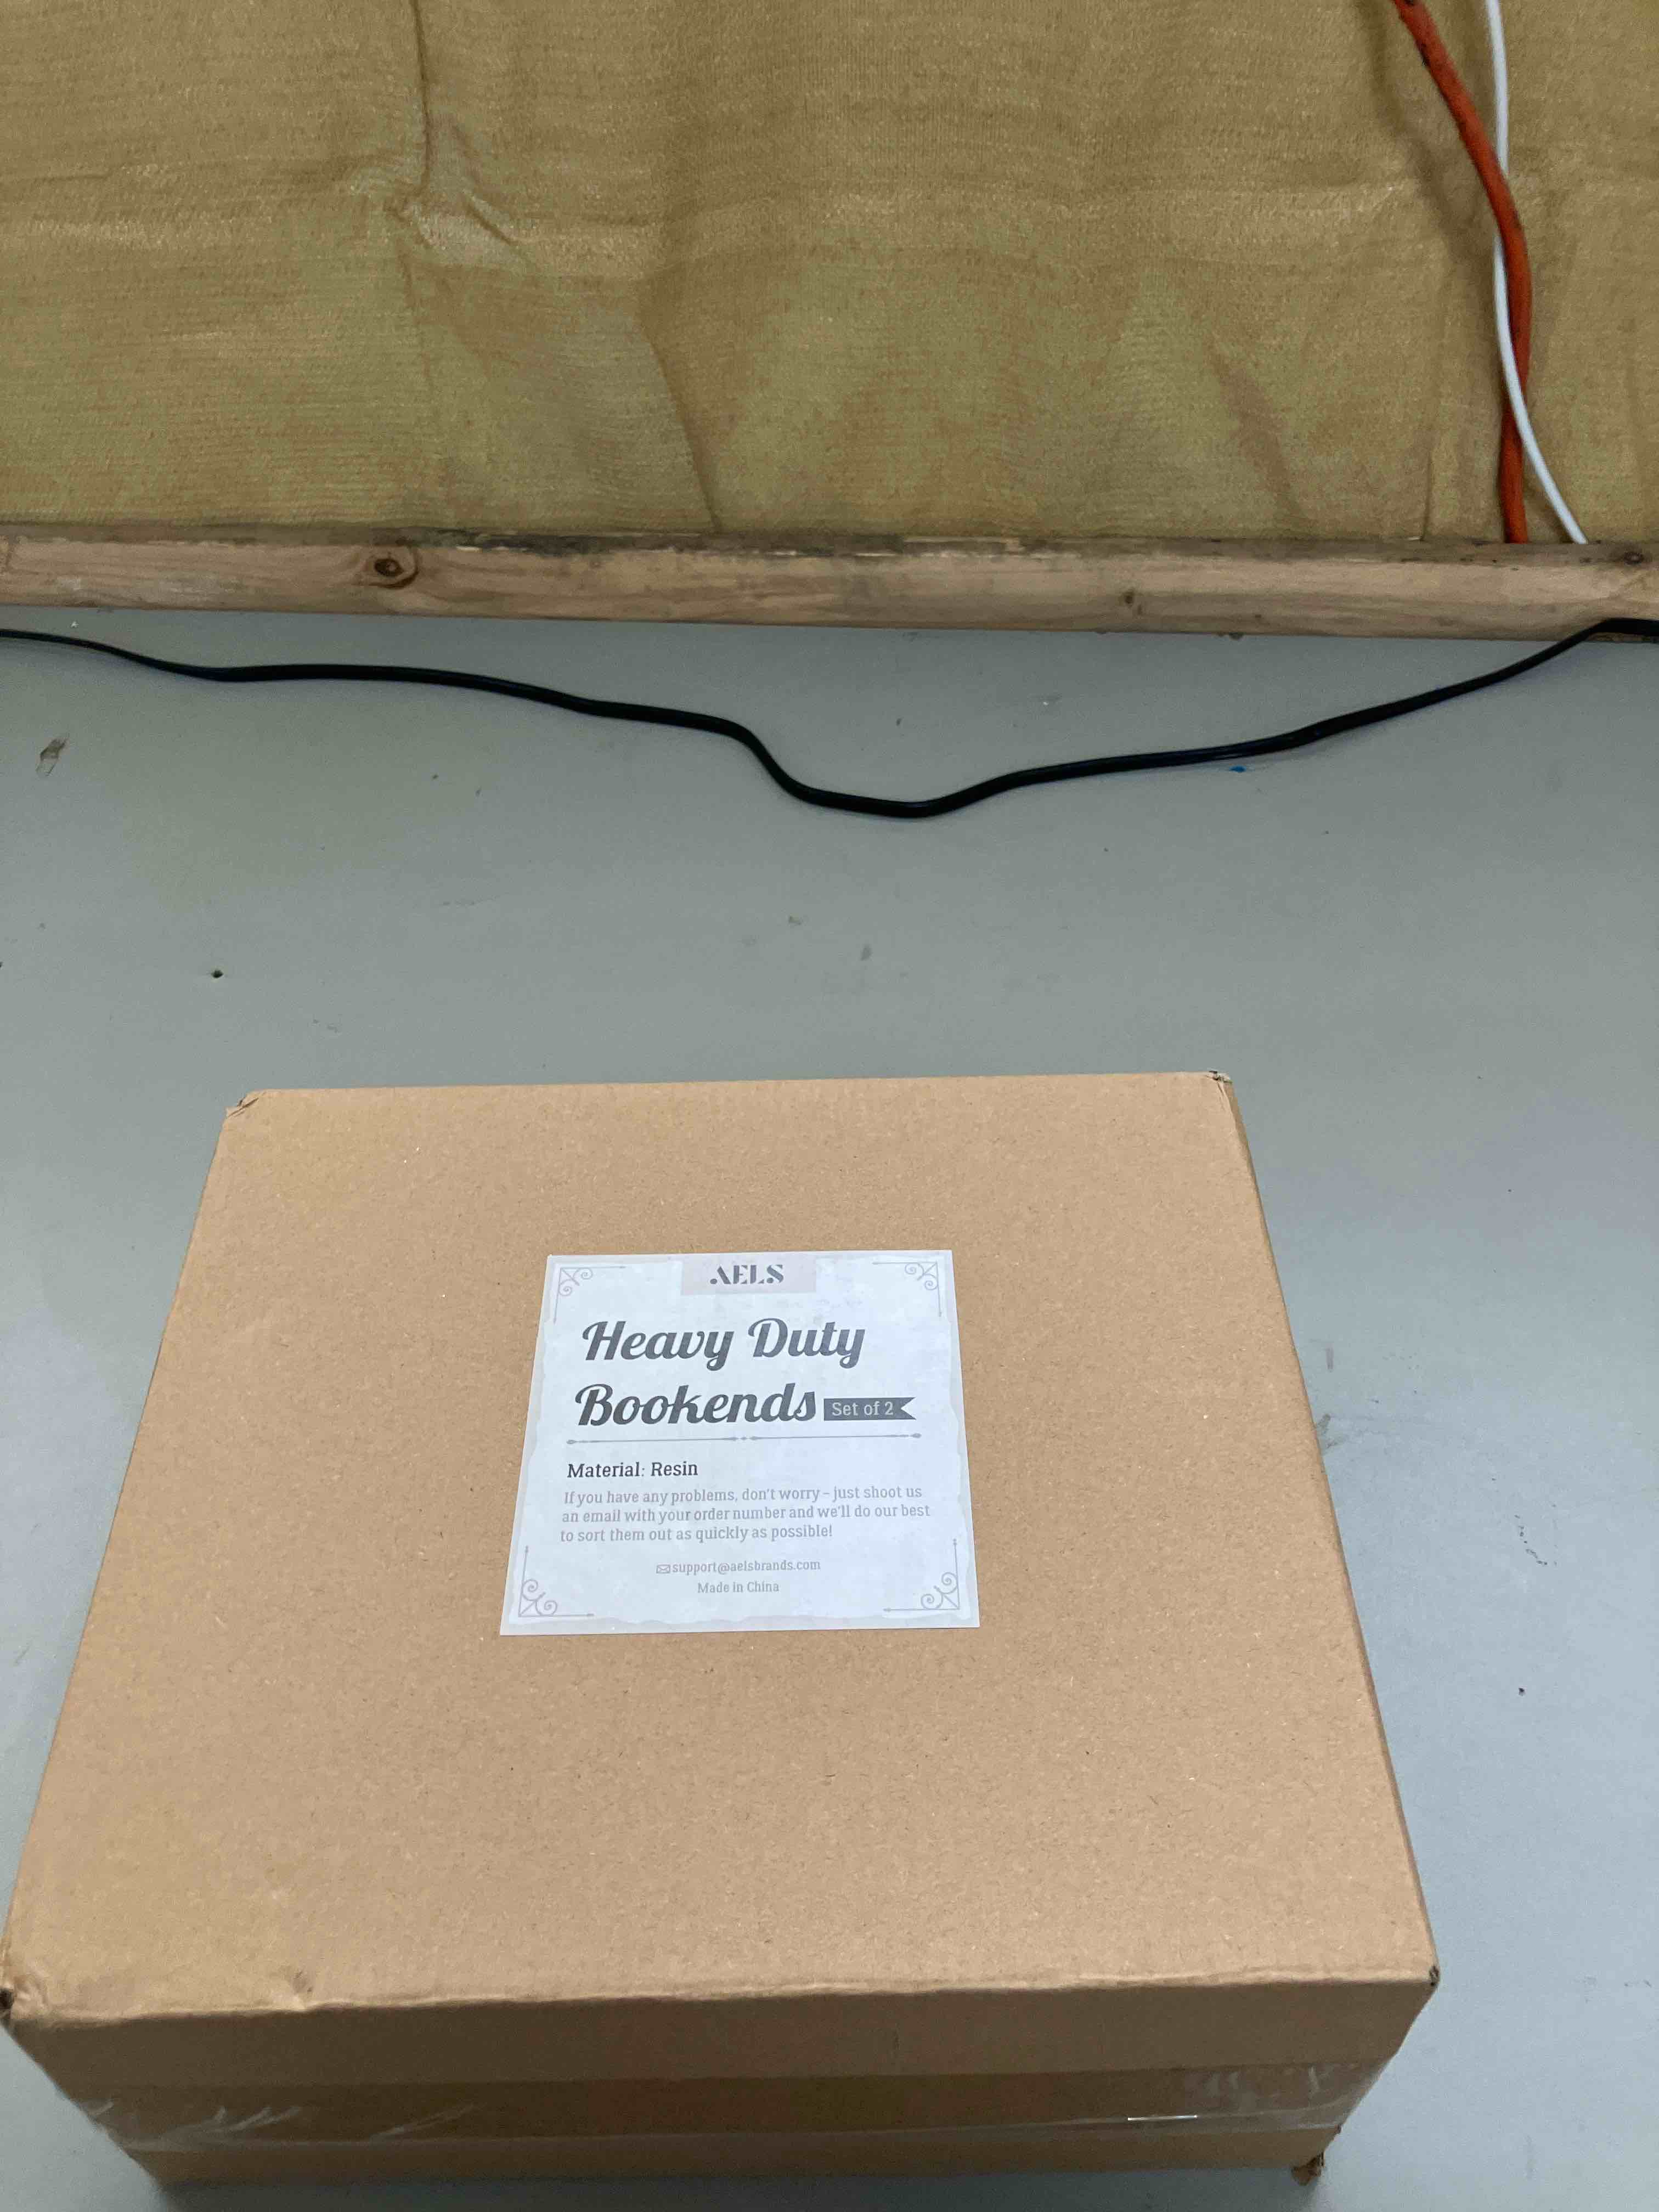 AELS
Heavy Duty
Bookends Set of 2
Material: Resin
If you have any problems, don't worry – just shoot us
an email with your order number and we'll do our best
to sort them out as quickly as possible!
support@aelsbrands.com
Made in China